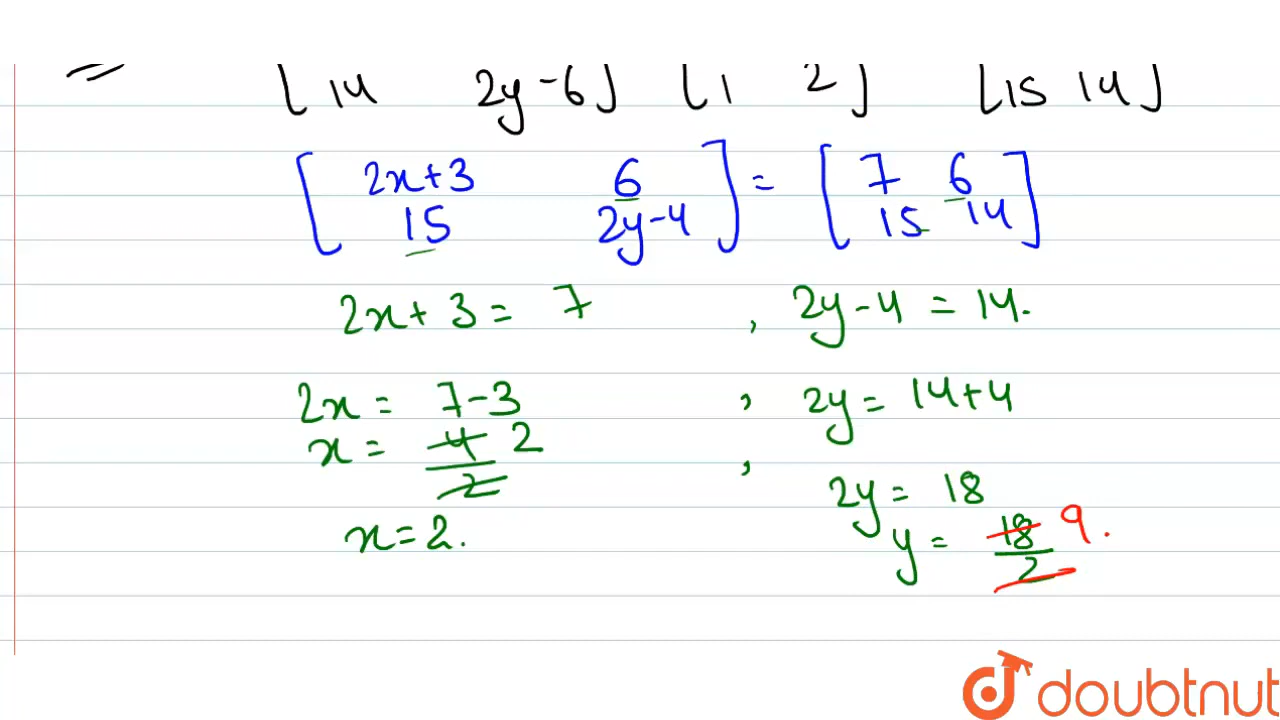 [ 14 2y-6 ] [ 1 2 ] [ 15 14 ]
[ 2x+3 6 ] = [ 7 6 ]
[ 15 2y-4 ] [ 15 14 ]
2x+3 = 7 , 2y-4 = 14.
2x = 7-3 , 2y = 14+4
x = 4/2 2 ,
2y = 18
x=2.
y = 18/2 9.
doubtnut